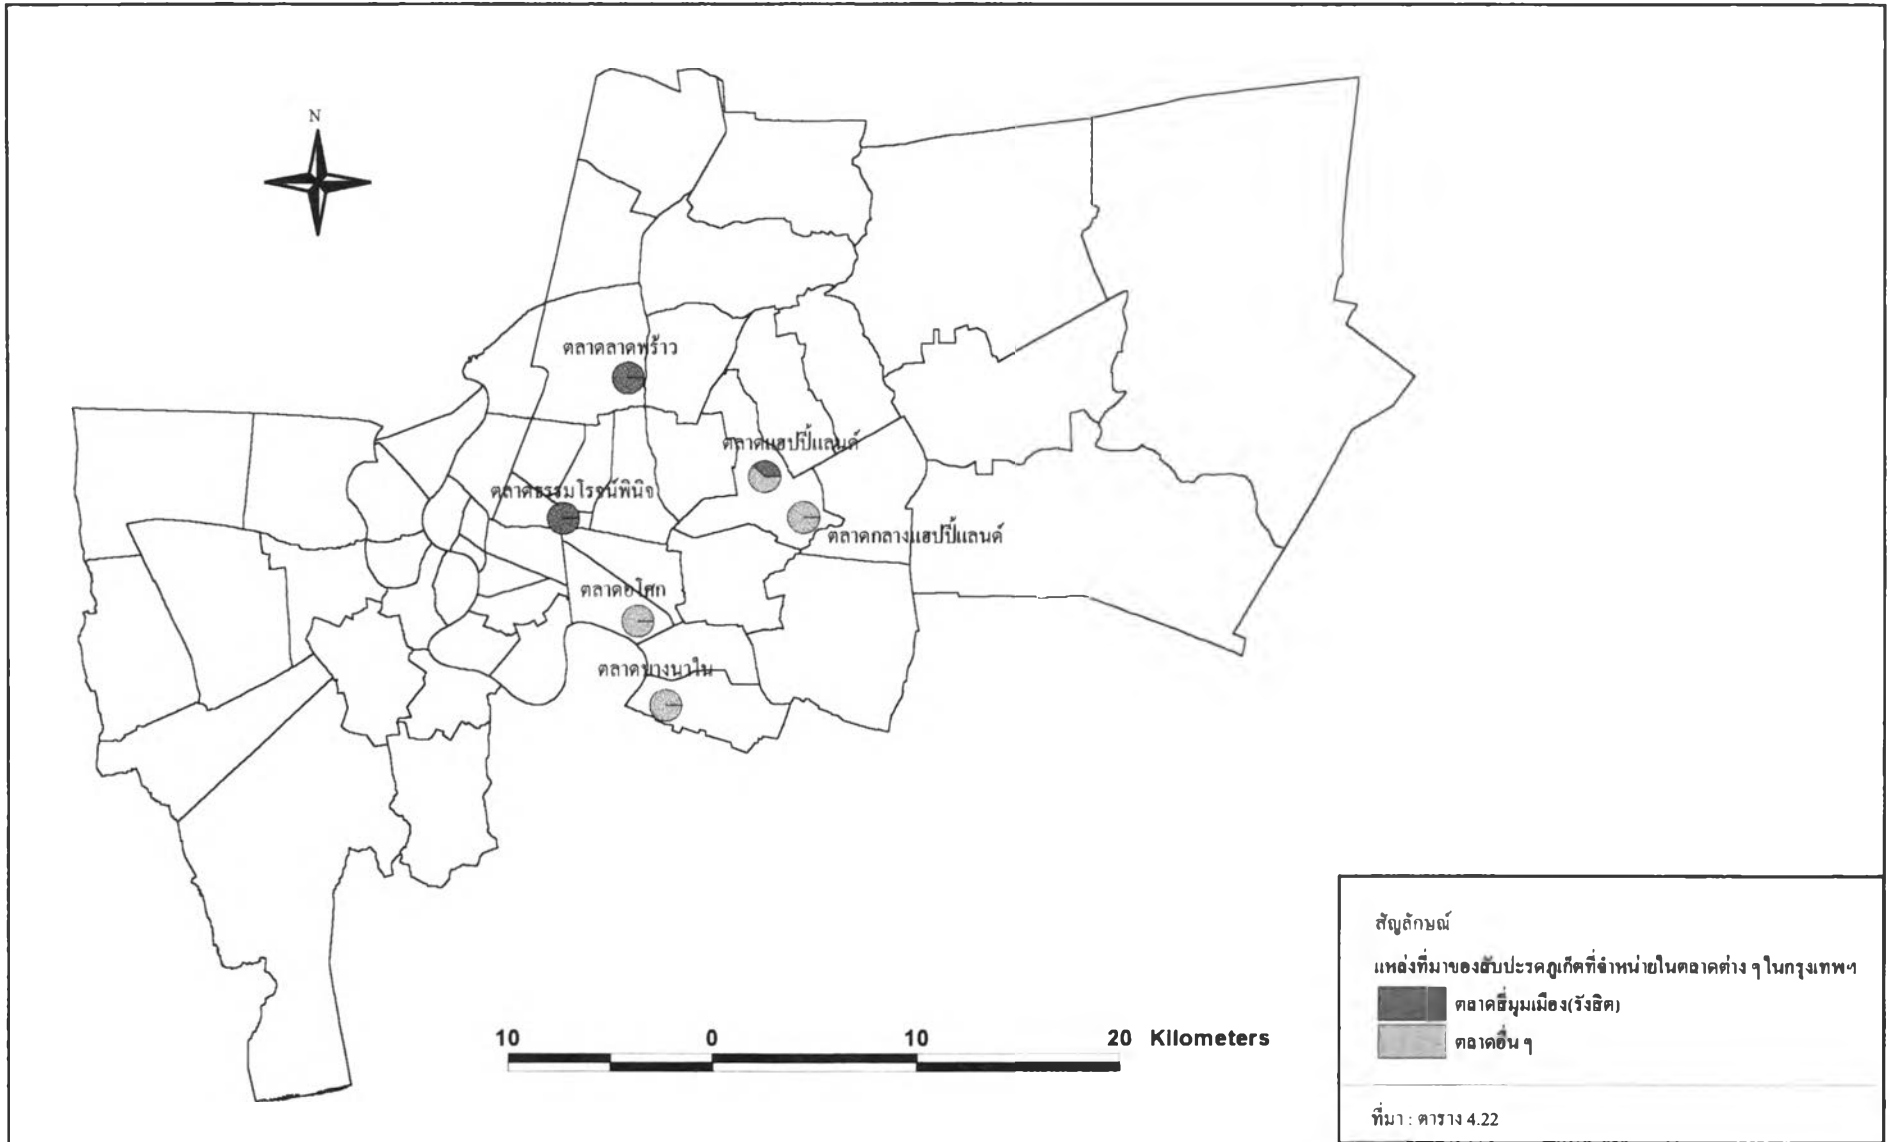 N
ตลาดลาดพร้าว
ตลาดแฮปปี้แลนด์
ตลาดธรรมโรจน์พินิจ
ตลาดกลางแฮปปี้แลนด์
ตลาดอโศก
ตลาดบางนาใน
10 0 10 20 Kilometers
สัญลักษณ์
แหล่งที่มาของสับปะรดภูเก็ตที่จำหน่ายในตลาดต่าง ๆ ในกรุงเทพฯ
ตลาดสี่มุมเมือง(รังสิต)
ตลาดอื่น ๆ
ที่มา : ตาราง 4.22